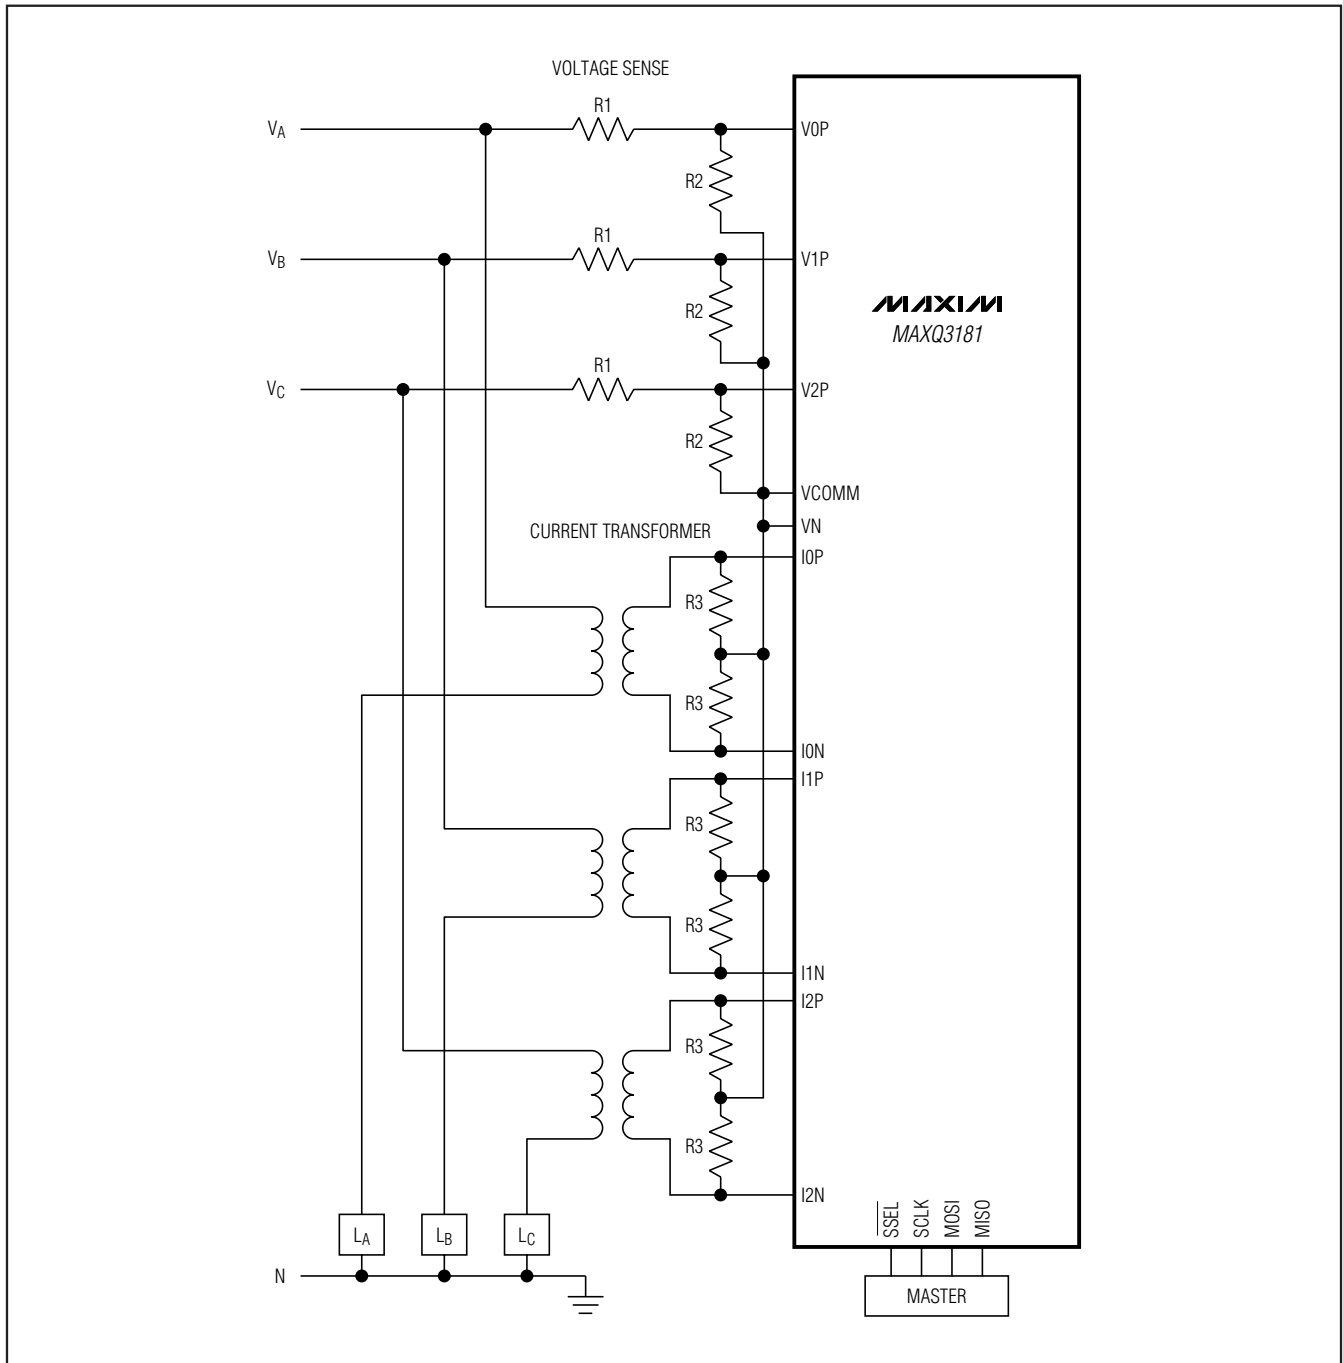 VOLTAGE SENSE
R1
VA
V0P
R2
R1
VB
V1P
MAXIM
MAXQ3181
R2
R1
VC
V2P
R2
VCOMM
VN
CURRENT TRANSFORMER
I0P
R3
R3
I0N
I1P
R3
R3
I1N
I2P
R3
R3
I2N
SSEL
SCLK
MOSI
MISO
LA
LB
LC
N
MASTER